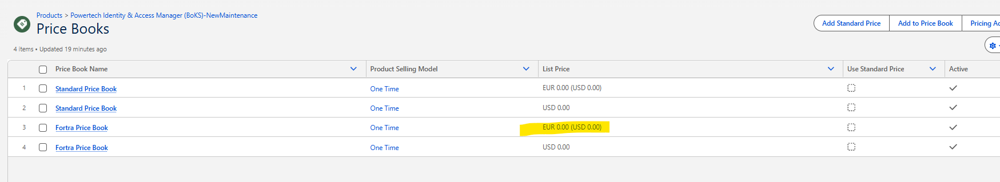 Products > Powertech Identity & Access Manager (BoKS)-NewMaintenance
Price Books
Add Standard Price Add to Price Book Pricing Ac
4 items • Updated 19 minutes ago
Price Book Name Product Selling Model List Price Use Standard Price Active
1 Standard Price Book One Time EUR 0.00 (USD 0.00)
2 Standard Price Book One Time USD 0.00
3 Fortra Price Book One Time EUR 0.00 (USD 0.00)
4 Fortra Price Book One Time USD 0.00